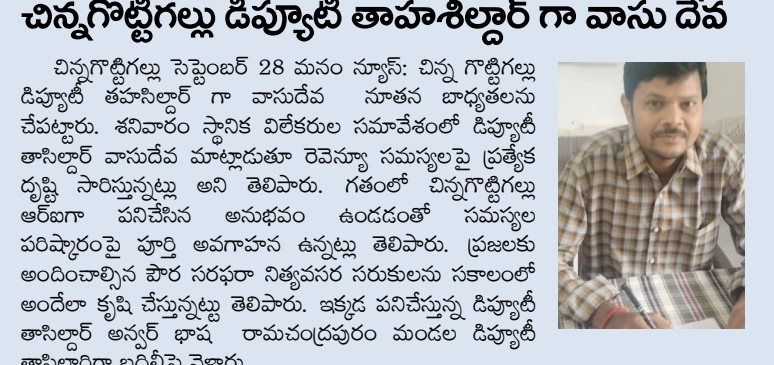 చిన్నగొట్టిగల్లు డిప్యూటీ తాహశిల్దార్ గా వాసు దేవ
చిన్నగొట్టిగల్లు సెప్టెంబర్ 28 మనం న్యూస్: చిన్న గొట్టిగల్లు
డిప్యూటీ తహసిల్దార్ గా వాసుదేవ నూతన బాధ్యతలను
చేపట్టారు. శనివారం స్థానిక విలేకరుల సమావేశంలో డిప్యూటీ
తాసిల్దార్ వాసుదేవ మాట్లాడుతూ రెవెన్యూ సమస్యలపై ప్రత్యేక
దృష్టి సారిస్తున్నట్లు అని తెలిపారు. గతంలో చిన్నగొట్టిగల్లు
ఆర్ఐగా పనిచేసిన అనుభవం ఉండడంతో సమస్యల
పరిష్కారంపై పూర్తి అవగాహన ఉన్నట్లు తెలిపారు. ప్రజలకు
అందించాల్సిన పౌర సరఫరా నిత్యవసర సరుకులను సకాలంలో
అందేలా కృషి చేస్తున్నట్టు తెలిపారు. ఇక్కడ పనిచేస్తున్న డిప్యూటీ
తాసిల్దార్ అన్వర్ భాష రామచంద్రపురం మండల డిప్యూటీ
తాసిల్దారిగా బదిలీపై వెళ్లారు